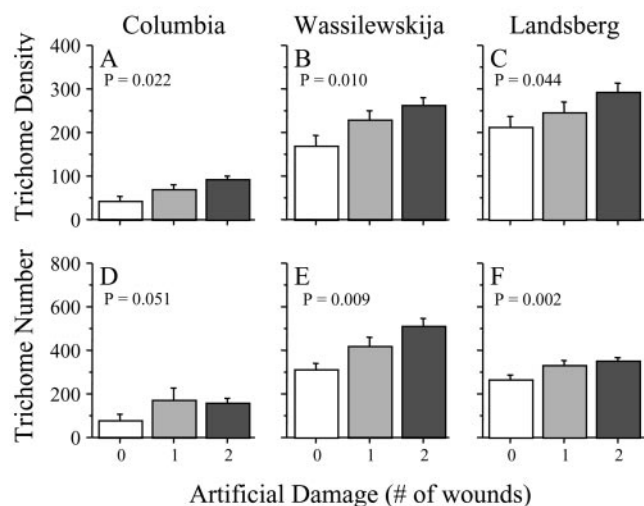 Columbia Wassilewskija Landsberg
Trichome Density
400
300
200
100
0
A
P = 0.022
B
P = 0.010
C
P = 0.044
Trichome Number
800
600
400
200
0
D
P = 0.051
E
P = 0.009
F
P = 0.002
0 1 2 0 1 2 0 1 2
Artificial Damage (# of wounds)